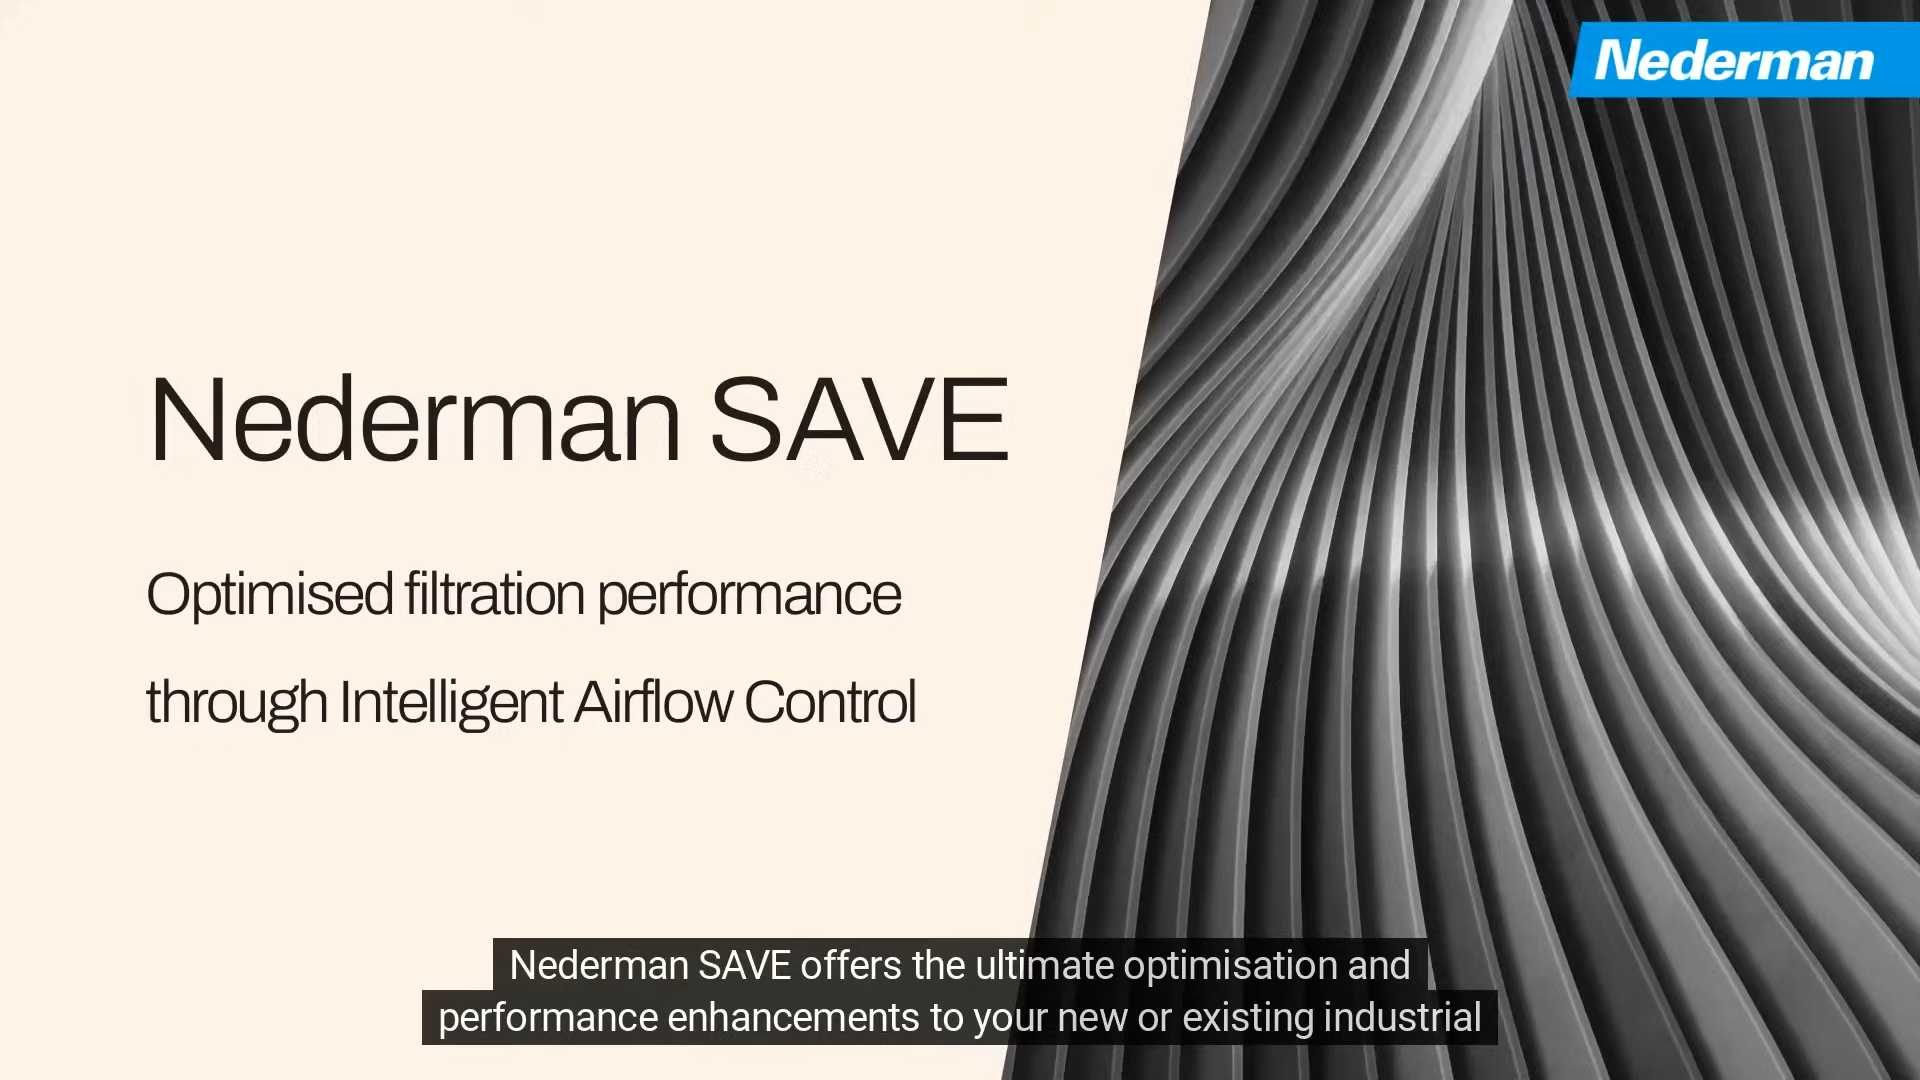 Nederman
Nederman SAVE
Optimised filtration performance
through Intelligent Airflow Control
Nederman SAVE offers the ultimate optimisation and
performance enhancements to your new or existing industrial